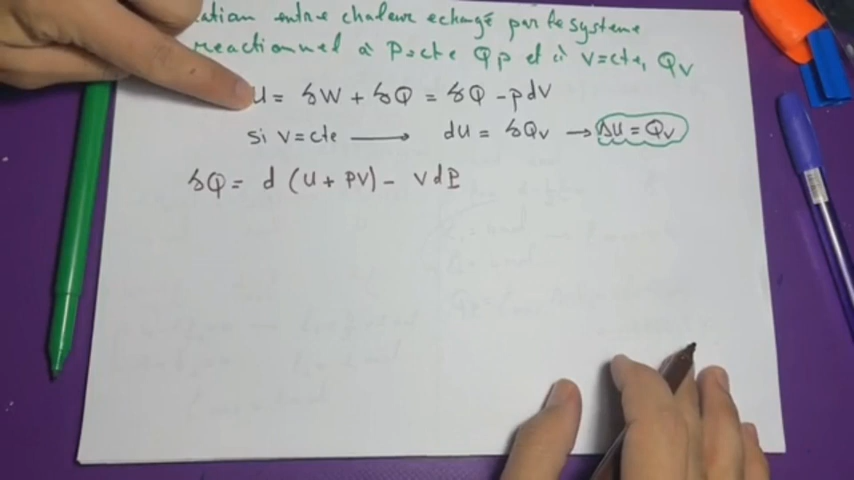 ation entre chaleur echangé par le systeme
reactionnel à P=cte Qp et à V=cte, Qv
U = δW + δQ = δQ - pdV
si V=cte → dU = δQv → ΔU = Qv
δQ = d (U + PV) - VdP